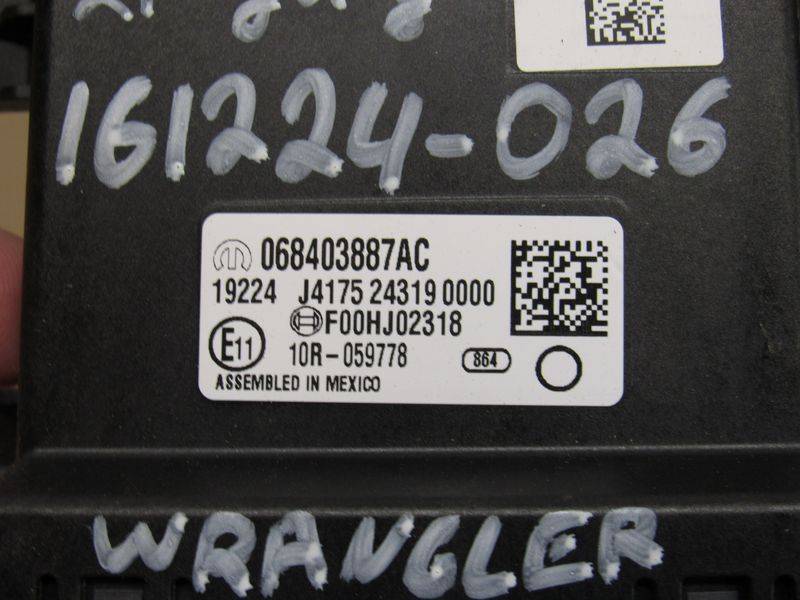 161224-026
068403887AC
19224 J4175 24319 0000
F00HJ02318
E11 10R-059778 864
ASSEMBLED IN MEXICO
WRANGLER